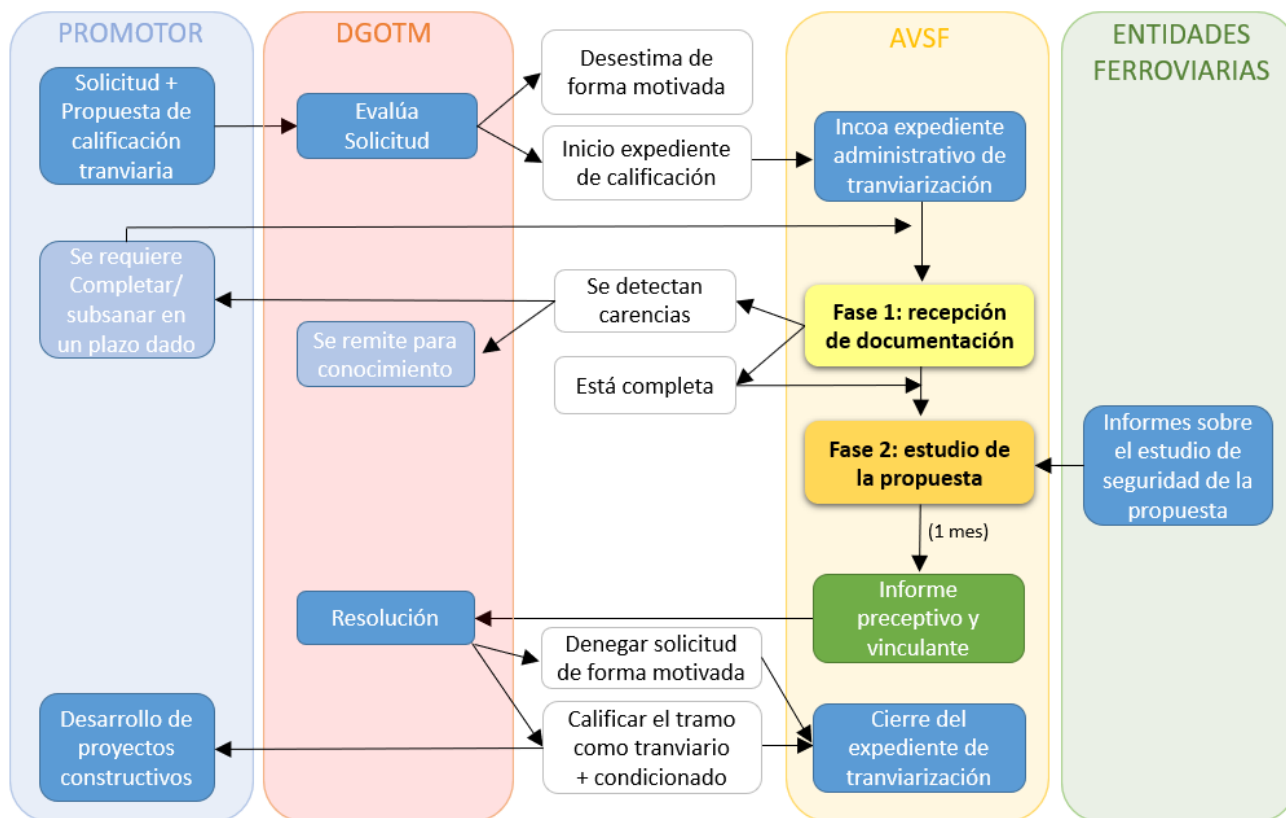 PROMOTOR
DGOTM
AVSF
ENTIDADES
FERROVIARIAS
Solicitud +
Propuesta de
calificación
tranviaria
Evalúa
Solicitud
Desestima de
forma motivada
Inicio expediente
de calificación
Incoa expediente
administrativo de
tranviarización
Se requiere
Completar/
subsanar en
un plazo dado
Se remite para
conocimiento
Se detectan
carencias
Está completa
Fase 1: recepción
de documentación
Fase 2: estudio de
la propuesta
Informes sobre
el estudio de
seguridad de la
propuesta
(1 mes)
Informe
preceptivo y
vinculante
Resolución
Denegar solicitud
de forma motivada
Calificar el tramo
como tranviario
+ condicionado
Desarrollo de
proyectos
constructivos
Cierre del
expediente de
tranviarización